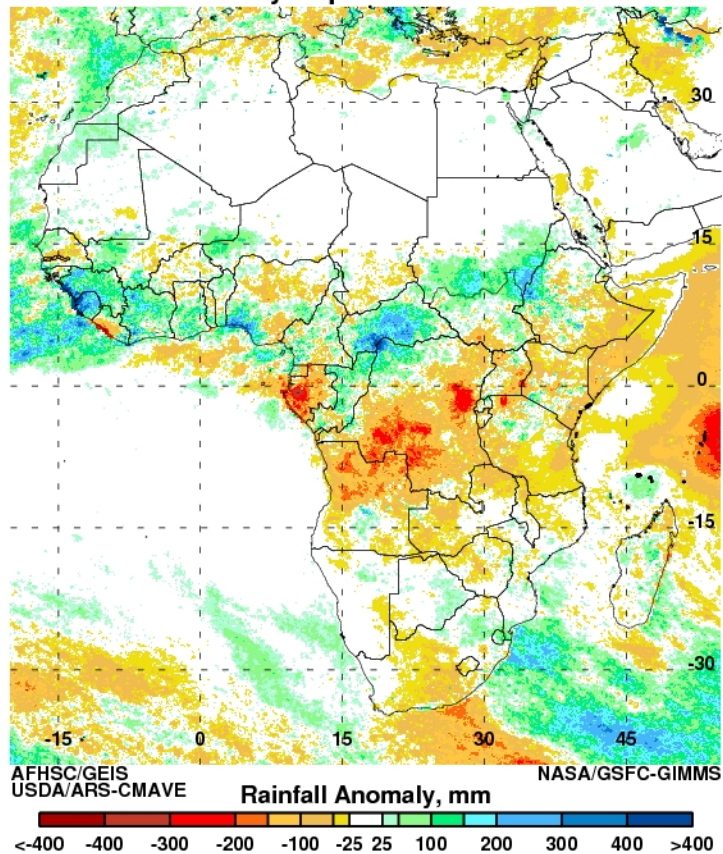 30
15
0
-15
-30
-15 0 15 30 45
AFHSC/GEIS NASA/GSFC-GIMMS
USDA/ARS-CMAVE
Rainfall Anomaly, mm
<-400 -400 -300 -200 -100 -25 25 100 200 300 400 >400